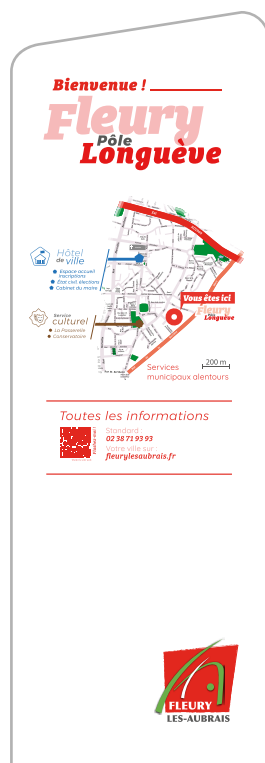 Bienvenue !
Fleury
Pôle
Longuève
Hôtel
de ville
Espace accueil
inscriptions
État civil, élections
Cabinet du maire
Service
culturel
La Passerelle
Conservatoire
Vous êtes ici
Fleury
Longuève
200 m
Services
municipaux alentours
Toutes les informations
Standard :
02 38 71 93 93
Votre ville sur :
fleurylesaubrais.fr
FLEURY
LES-AUBRAIS